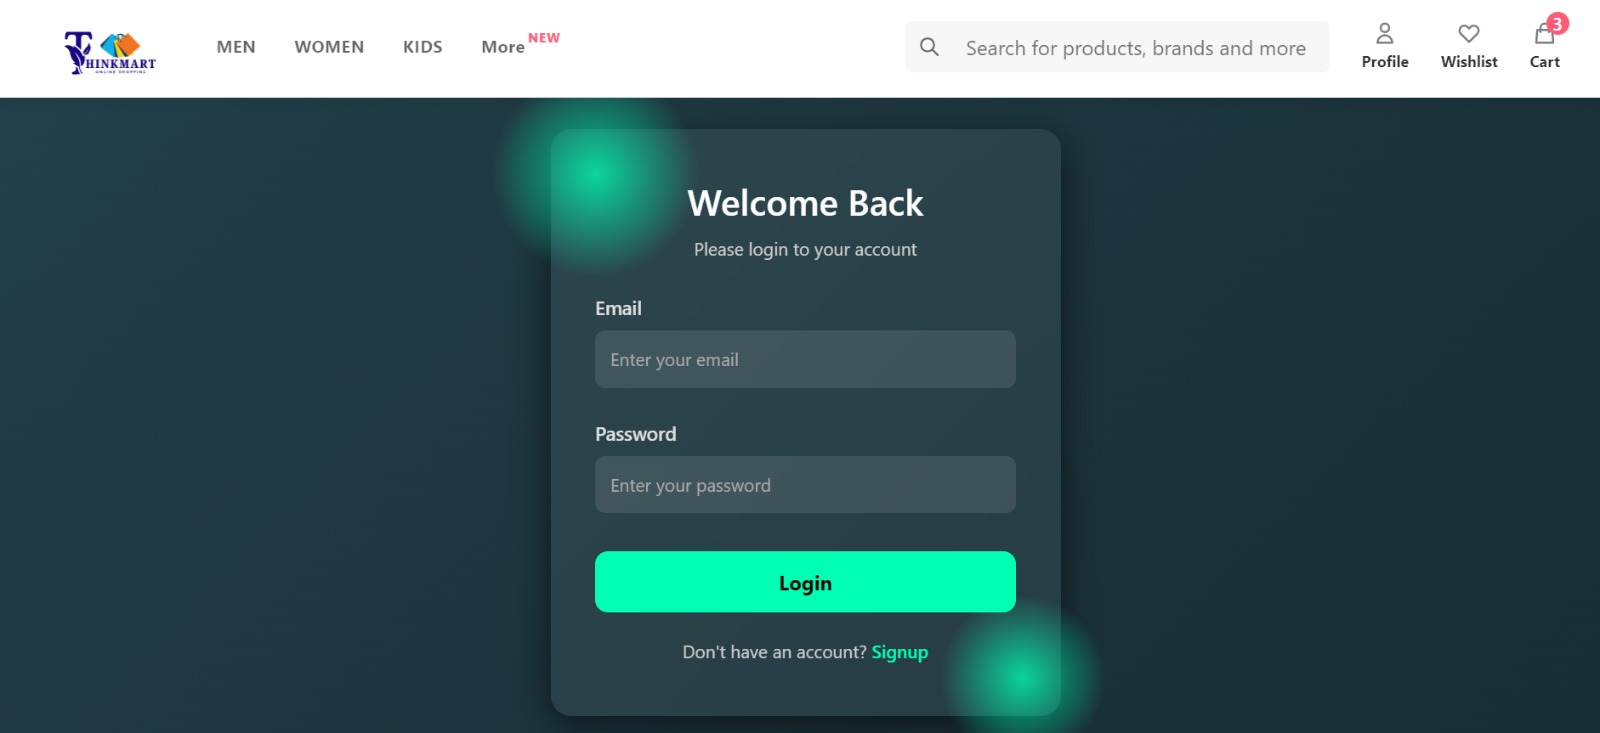 THINKMART
ONLINE SHOPPING
MEN
WOMEN
KIDS
More NEW
Search for products, brands and more
Profile
Wishlist
3
Cart
Welcome Back
Please login to your account
Email
Enter your email
Password
Enter your password
Login
Don't have an account? Signup